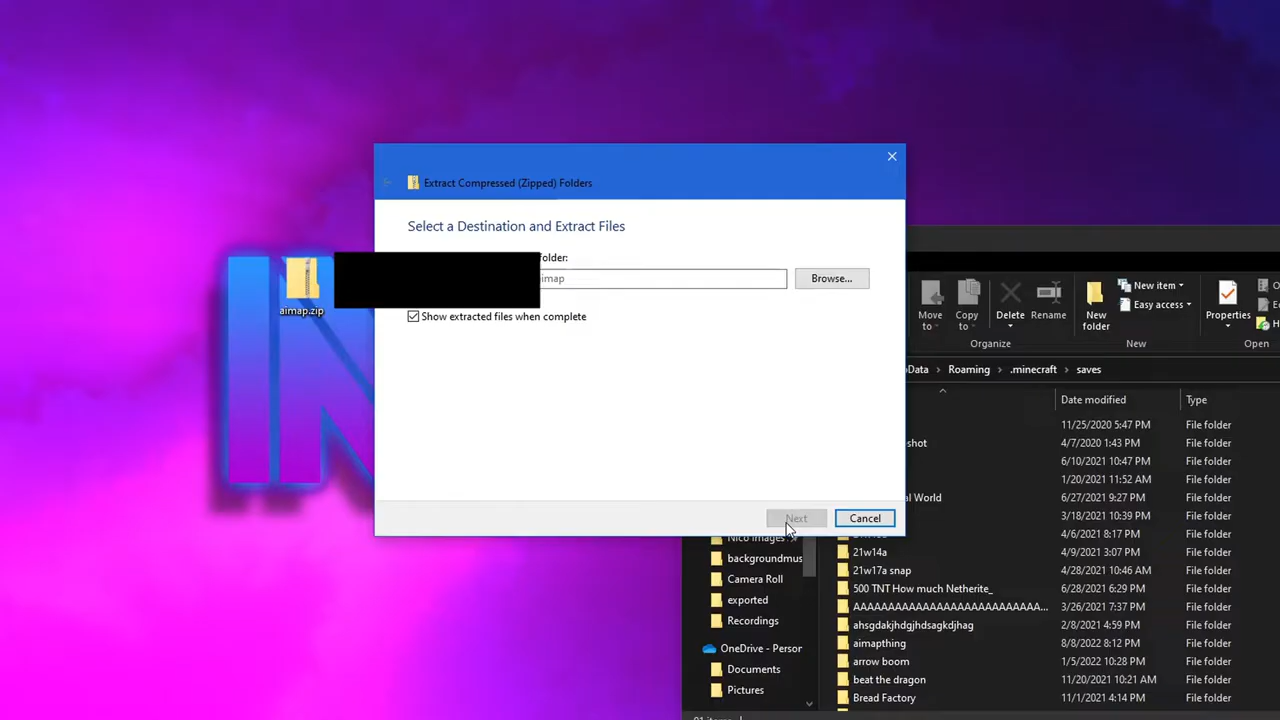 Extract Compressed (Zipped) Folders
Select a Destination and Extract Files
folder:
aimap
Browse...
Show extracted files when complete
Next
Cancel
aimap.zip
IN
Move to
Copy to
Delete
Rename
New folder
New item
Easy access
Properties
Organize
New
Open
Data > Roaming > .minecraft > saves
Date modified
Type
11/25/2020 5:47 PM File folder
shot 4/7/2020 1:43 PM File folder
6/10/2021 10:47 PM File folder
1/20/2021 11:52 AM File folder
al World 6/27/2021 9:27 PM File folder
3/18/2021 10:39 PM File folder
4/6/2021 8:17 PM File folder
21w14a 4/9/2021 3:07 PM File folder
21w17a snap 4/28/2021 10:46 AM File folder
500 TNT How much Netherite_ 6/28/2021 6:29 PM File folder
3/26/2021 7:37 PM File folder
ahsgdakjhdgjhdsagkdjhag 2/8/2021 4:59 PM File folder
aimapthing 8/8/2022 8:12 PM File folder
arrow boom 1/5/2022 10:28 PM File folder
beat the dragon 11/20/2021 10:21 AM File folder
Bread Factory 11/1/2021 4:14 PM File folder
Nico Images
backgroundmus
Camera Roll
exported
Recordings
OneDrive - Person
Documents
Pictures